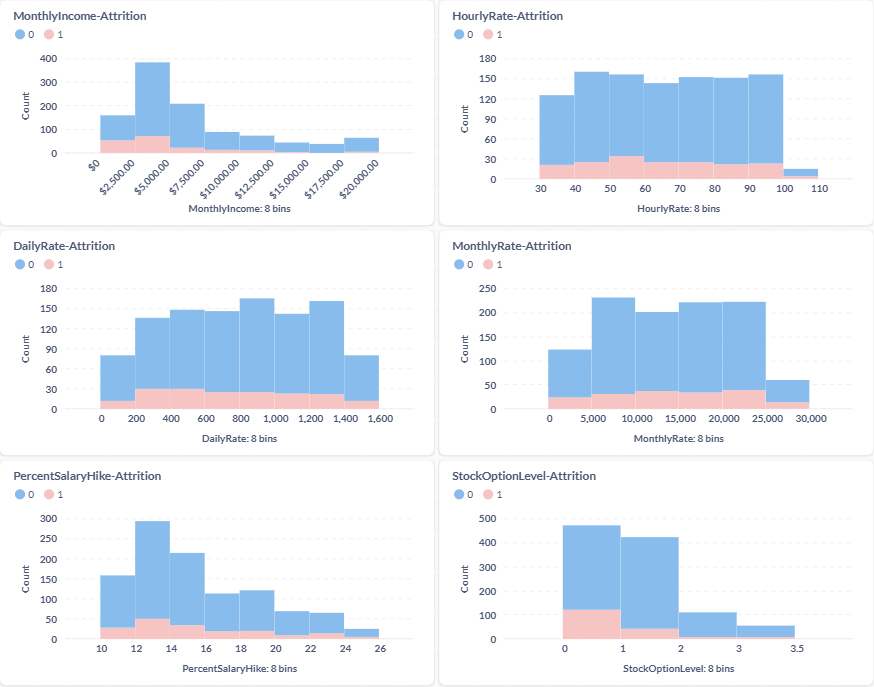 MonthlyIncome-Attrition
0 1
400
300
200
100
0
Count
$0 $2,500.00 $5,000.00 $7,500.00 $10,000.00 $12,500.00 $15,000.00 $17,500.00 $20,000.00
MonthlyIncome: 8 bins
HourlyRate-Attrition
0 1
180
150
120
90
60
30
0
Count
30 40 50 60 70 80 90 100 110
HourlyRate: 8 bins
DailyRate-Attrition
0 1
180
150
120
90
60
30
0
Count
0 200 400 600 800 1,000 1,200 1,400 1,600
DailyRate: 8 bins
MonthlyRate-Attrition
0 1
250
200
150
100
50
0
Count
0 5,000 10,000 15,000 20,000 25,000 30,000
MonthlyRate: 8 bins
PercentSalaryHike-Attrition
0 1
300
250
200
150
100
50
0
Count
10 12 14 16 18 20 22 24 26
PercentSalaryHike: 8 bins
StockOptionLevel-Attrition
0 1
500
400
300
200
100
0
Count
0 1 2 3 3.5
StockOptionLevel: 8 bins